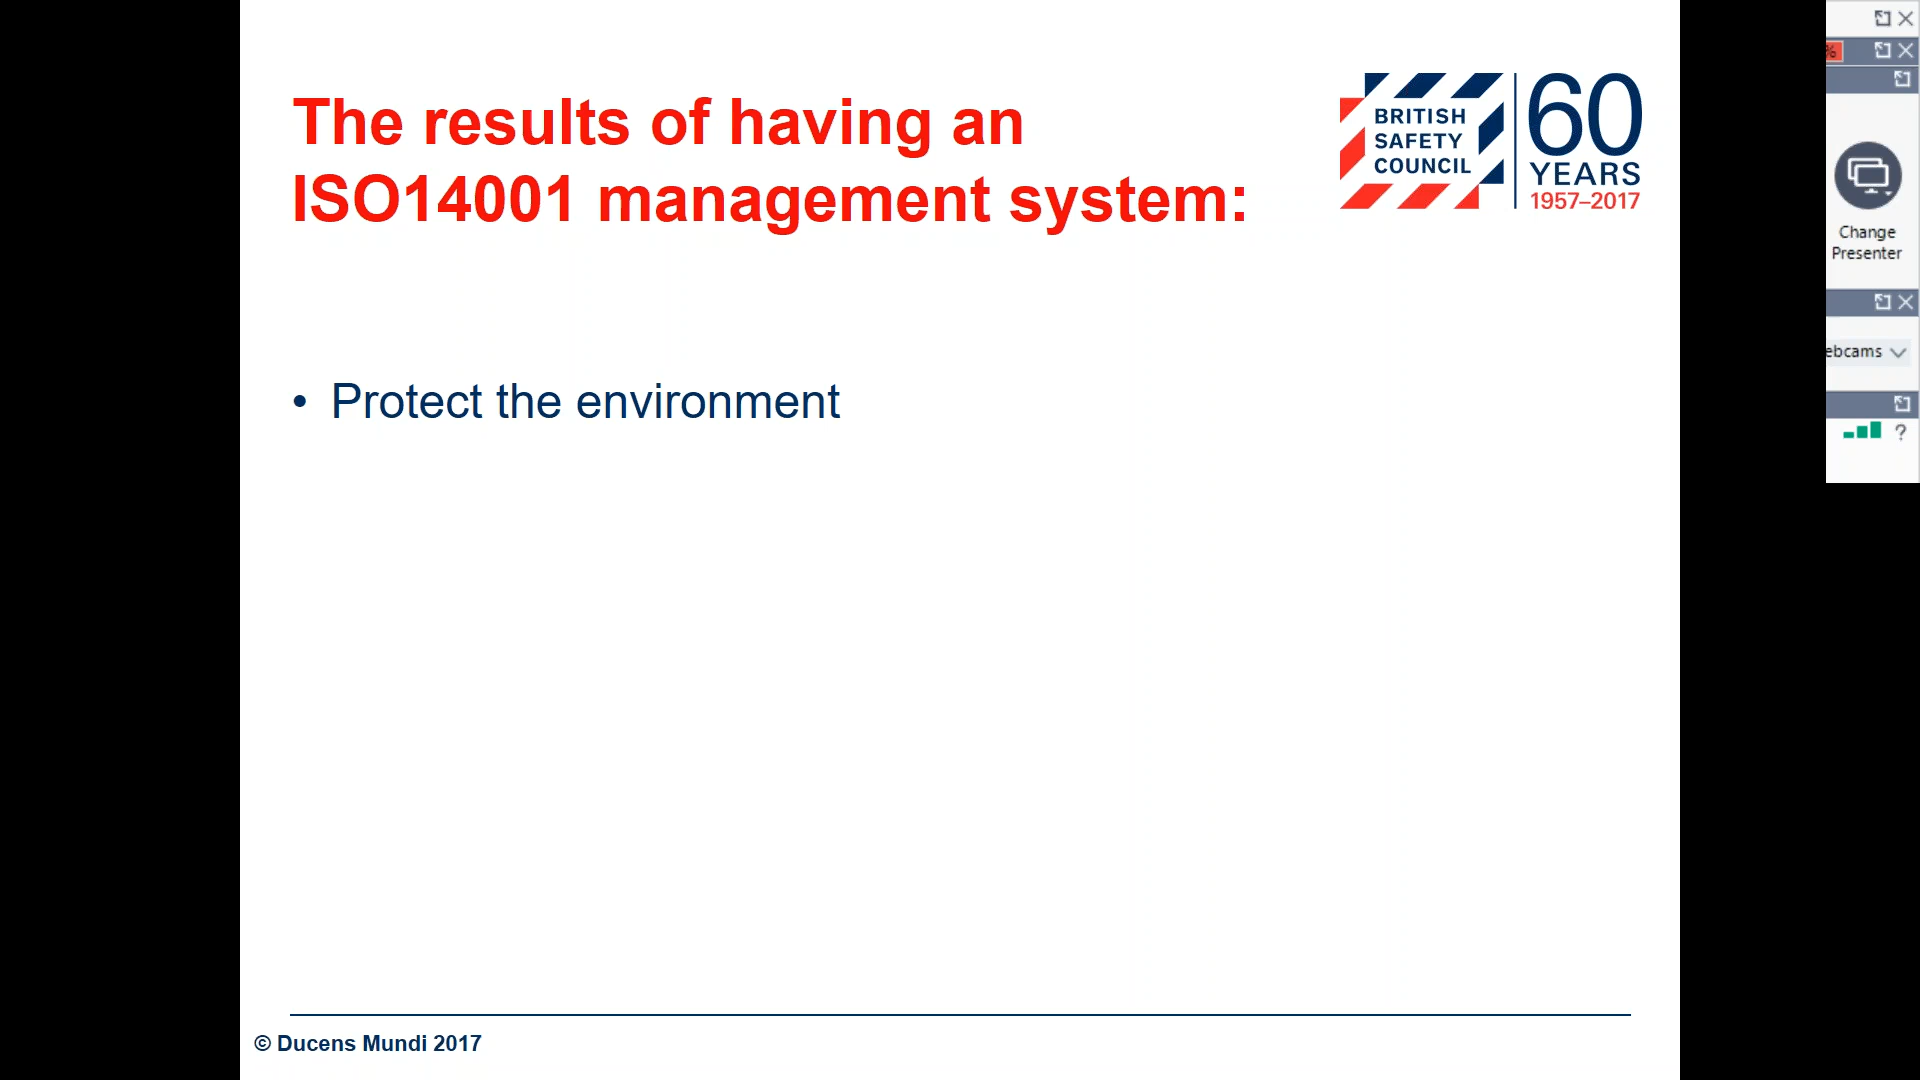 The results of having an
ISO14001 management system:
BRITISH
SAFETY
COUNCIL
60
YEARS
1957–2017
• Protect the environment
© Ducens Mundi 2017
%
Change
Presenter
ebcams
?